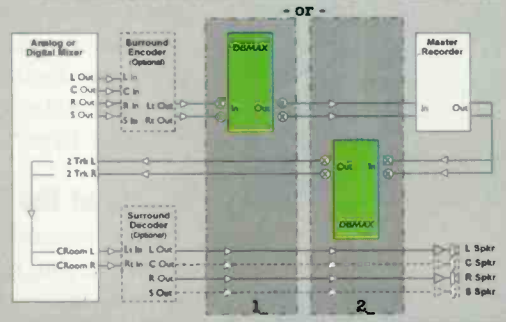 - or -
Analog or
Digital Mixer
Surround
Encoder
(Optional)
DBMAX
Master
Recorder
L Out
C Out
R Out
S Out
L In
C In
R In
S In
Lt Out
Rt Out
In Out
In Out
2 Trk L
2 Trk R
Out In
DBMAX
Surround
Decoder
(Optional)
CRoom L
CRoom R
Lt In
Rt In
L Out
C Out
R Out
S Out
L Spkr
C Spkr
R Spkr
S Spkr
1_
2_